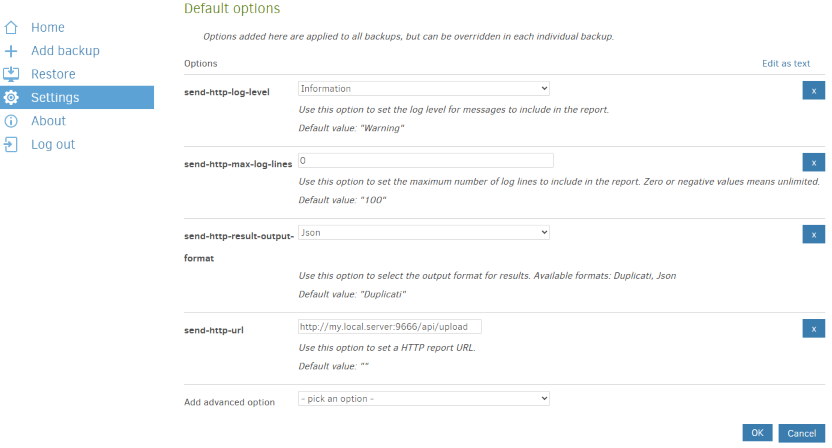 Default options
Home
Options added here are applied to all backups, but can be overridden in each individual backup.
Add backup
Options
Edit as text
Restore
send-http-log-level
Information
x
Settings
Use this option to set the log level for messages to include in the report.
About
Default value: "Warning"
Log out
send-http-max-log-lines
0
x
Use this option to set the maximum number of log lines to include in the report. Zero or negative values means unlimited.
Default value: "100"
send-http-result-output-
format
Json
x
Use this option to select the output format for results. Available formats: Duplicati, Json
Default value: "Duplicati"
send-http-url
http://my.local.server:9666/api/upload
x
Use this option to set a HTTP report URL.
Default value: ""
Add advanced option
- pick an option -
OK
Cancel